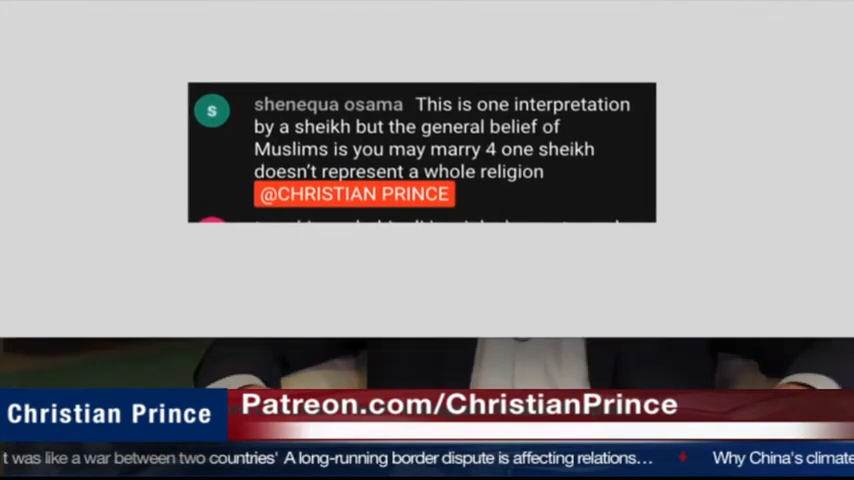 s
shenequa osama This is one interpretation
by a sheikh but the general belief of
Muslims is you may marry 4 one sheikh
doesn't represent a whole religion
@CHRISTIAN PRINCE
Christian Prince
Patreon.com/ChristianPrince
t was like a war between two countries' A long-running border dispute is affecting relations... Why China's climate